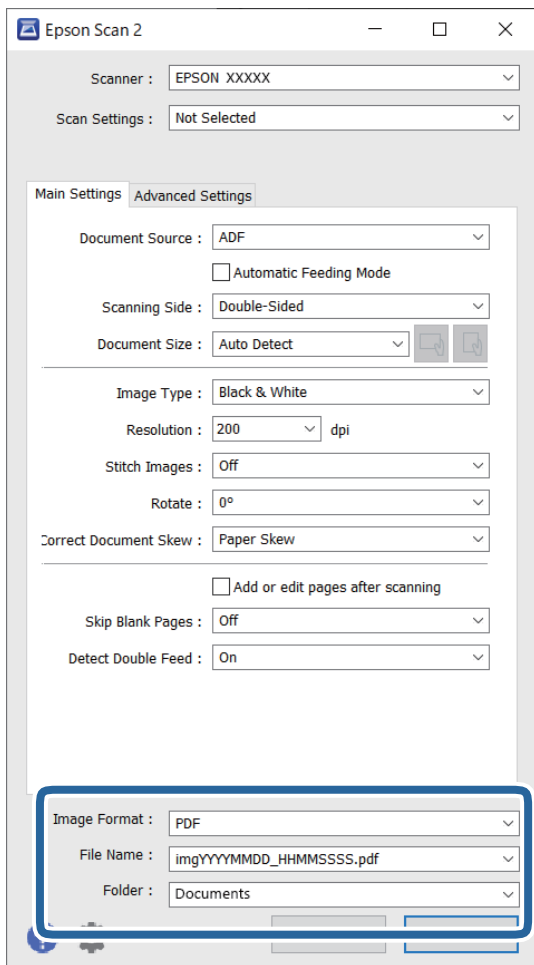 Epson Scan 2
Scanner : EPSON XXXXX
Scan Settings : Not Selected
Main Settings Advanced Settings
Document Source : ADF
Automatic Feeding Mode
Scanning Side : Double-Sided
Document Size : Auto Detect
Image Type : Black & White
Resolution : 200 dpi
Stitch Images : Off
Rotate : 0°
Correct Document Skew : Paper Skew
Add or edit pages after scanning
Skip Blank Pages : Off
Detect Double Feed : On
Image Format : PDF
File Name : imgYYYYMMDD_HHMMSSSS.pdf
Folder : Documents